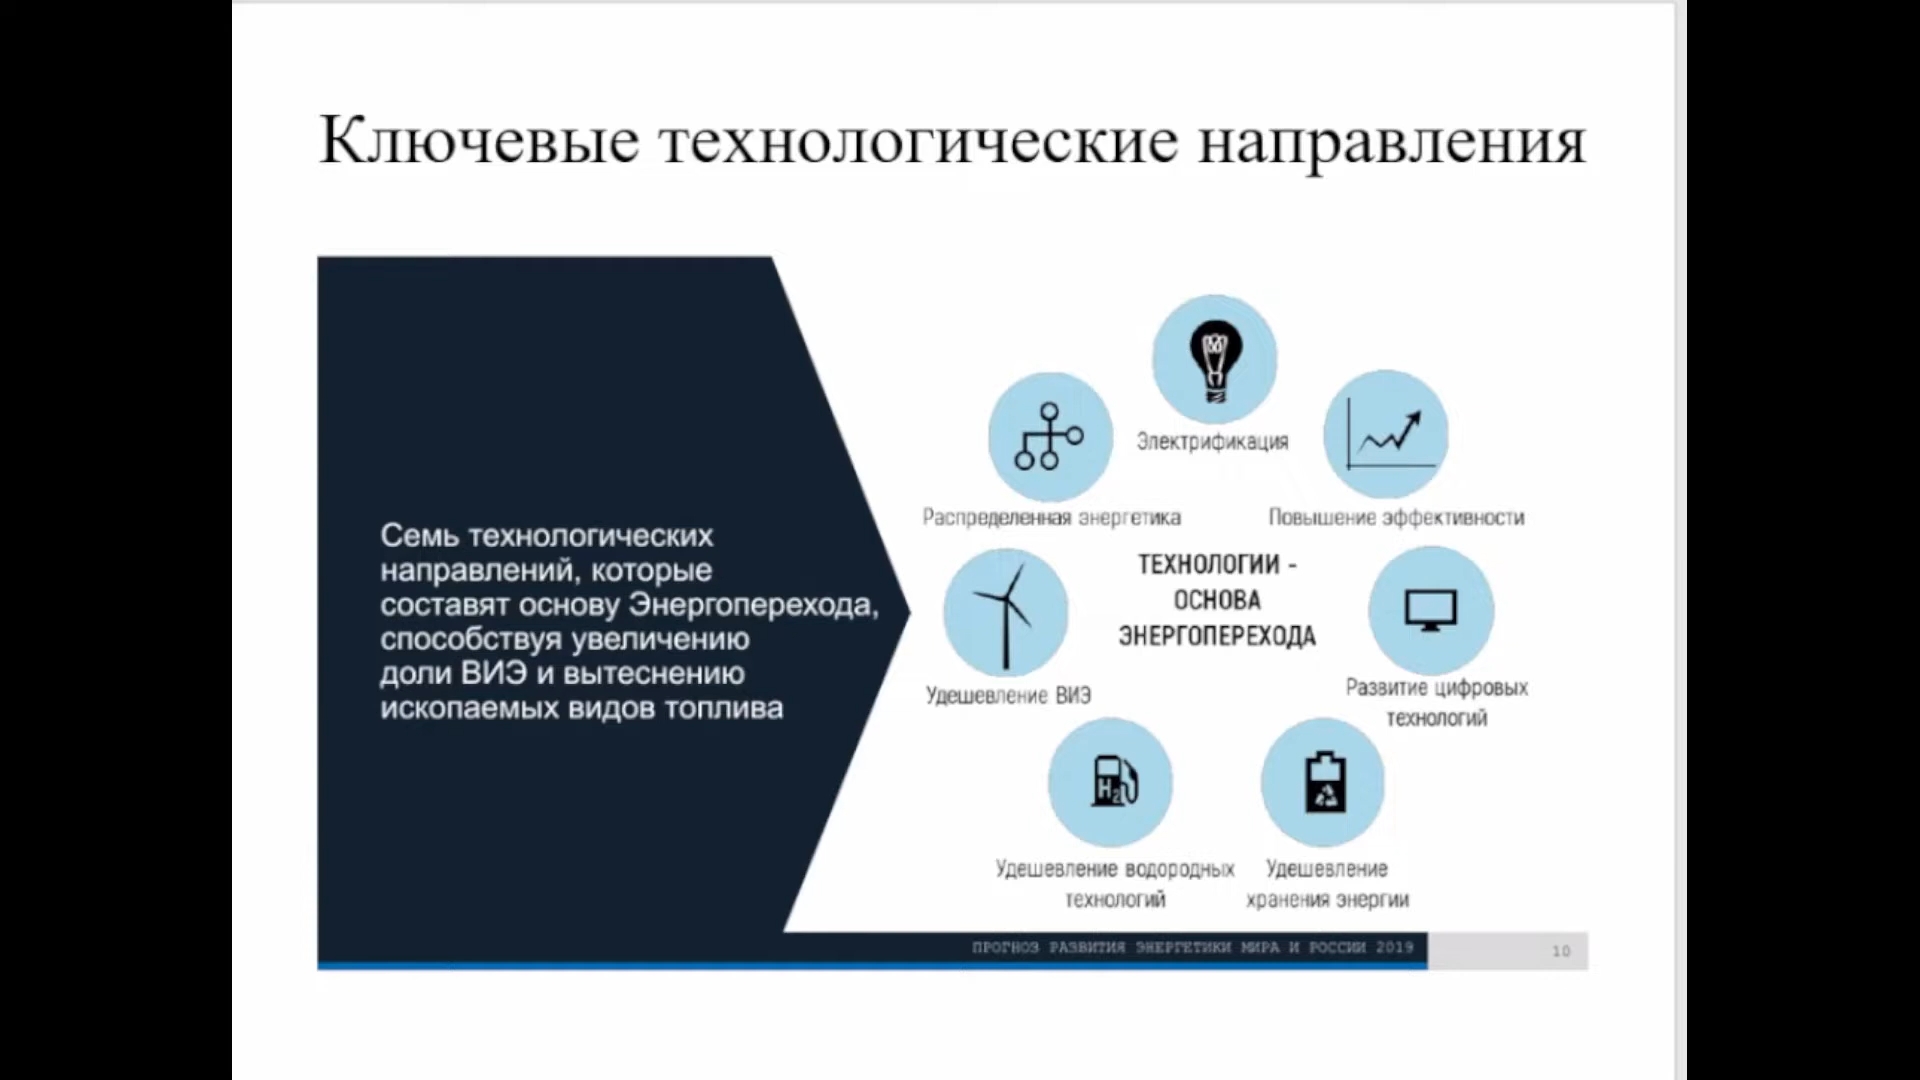 Ключевые технологические направления
Семь технологических
направлений, которые
составят основу Энергоперехода,
способствуя увеличению
доли ВИЭ и вытеснению
ископаемых видов топлива
Электрификация
Распределенная энергетика
Повышение эффективности
ТЕХНОЛОГИИ -
ОСНОВА
ЭНЕРГОПЕРЕХОДА
Удешевление ВИЭ
Развитие цифровых
технологий
H2
Удешевление водородных
технологий
Удешевление
хранения энергии
ПРОГНОЗ РАЗВИТИЯ ЭНЕРГЕТИКИ МИРА И РОССИИ 2019
10